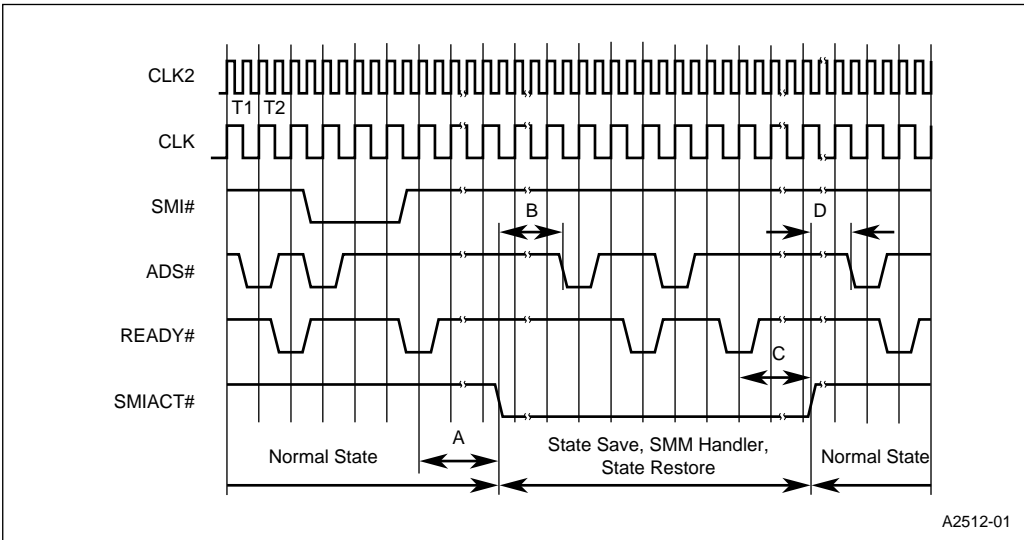 CLK2
T1 T2
CLK
SMI#
B
D
ADS#
READY#
C
SMIACT#
A
Normal State
State Save, SMM Handler,
State Restore
Normal State
A2512-01